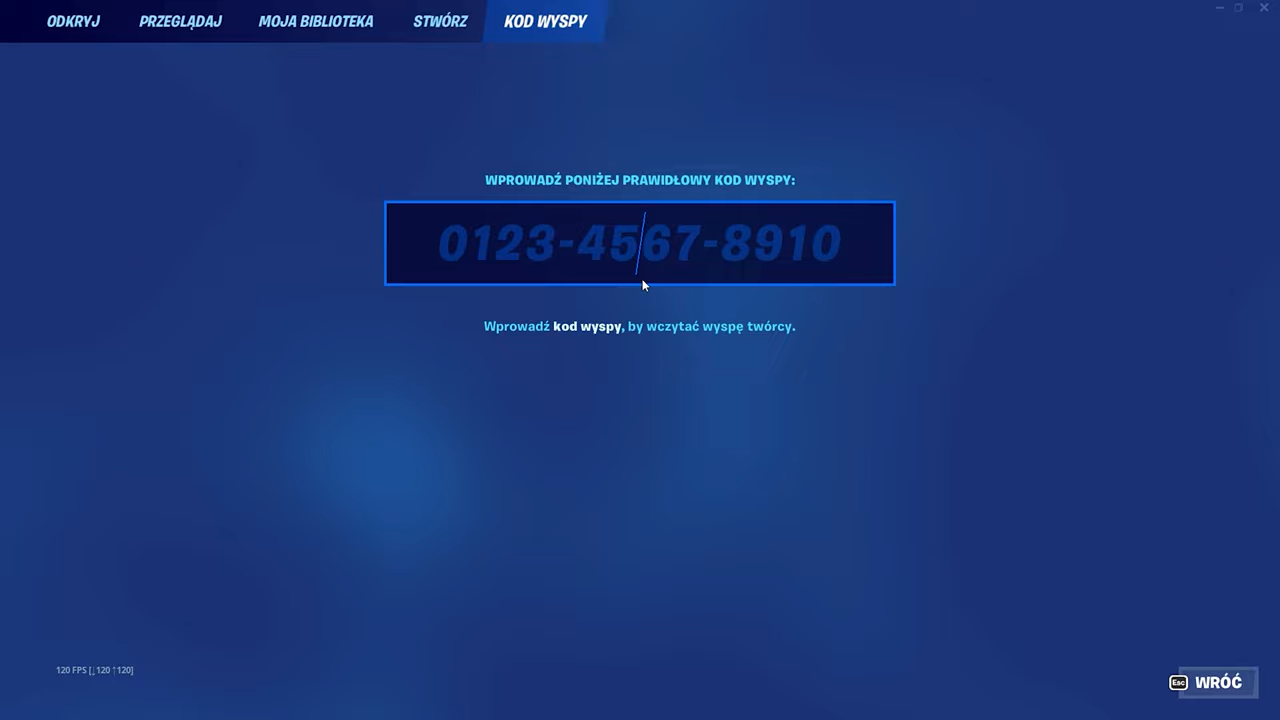 ODKRYJ PRZEGLĄDAJ MOJA BIBLIOTEKA STWÓRZ KOD WYSPY
WPROWADŹ PONIŻEJ PRAWIDŁOWY KOD WYSPY:
0123-4567-8910
Wprowadź kod wyspy, by wczytać wyspę twórcy.
120 FPS [↓120 ↑120]
Esc WRÓĆ